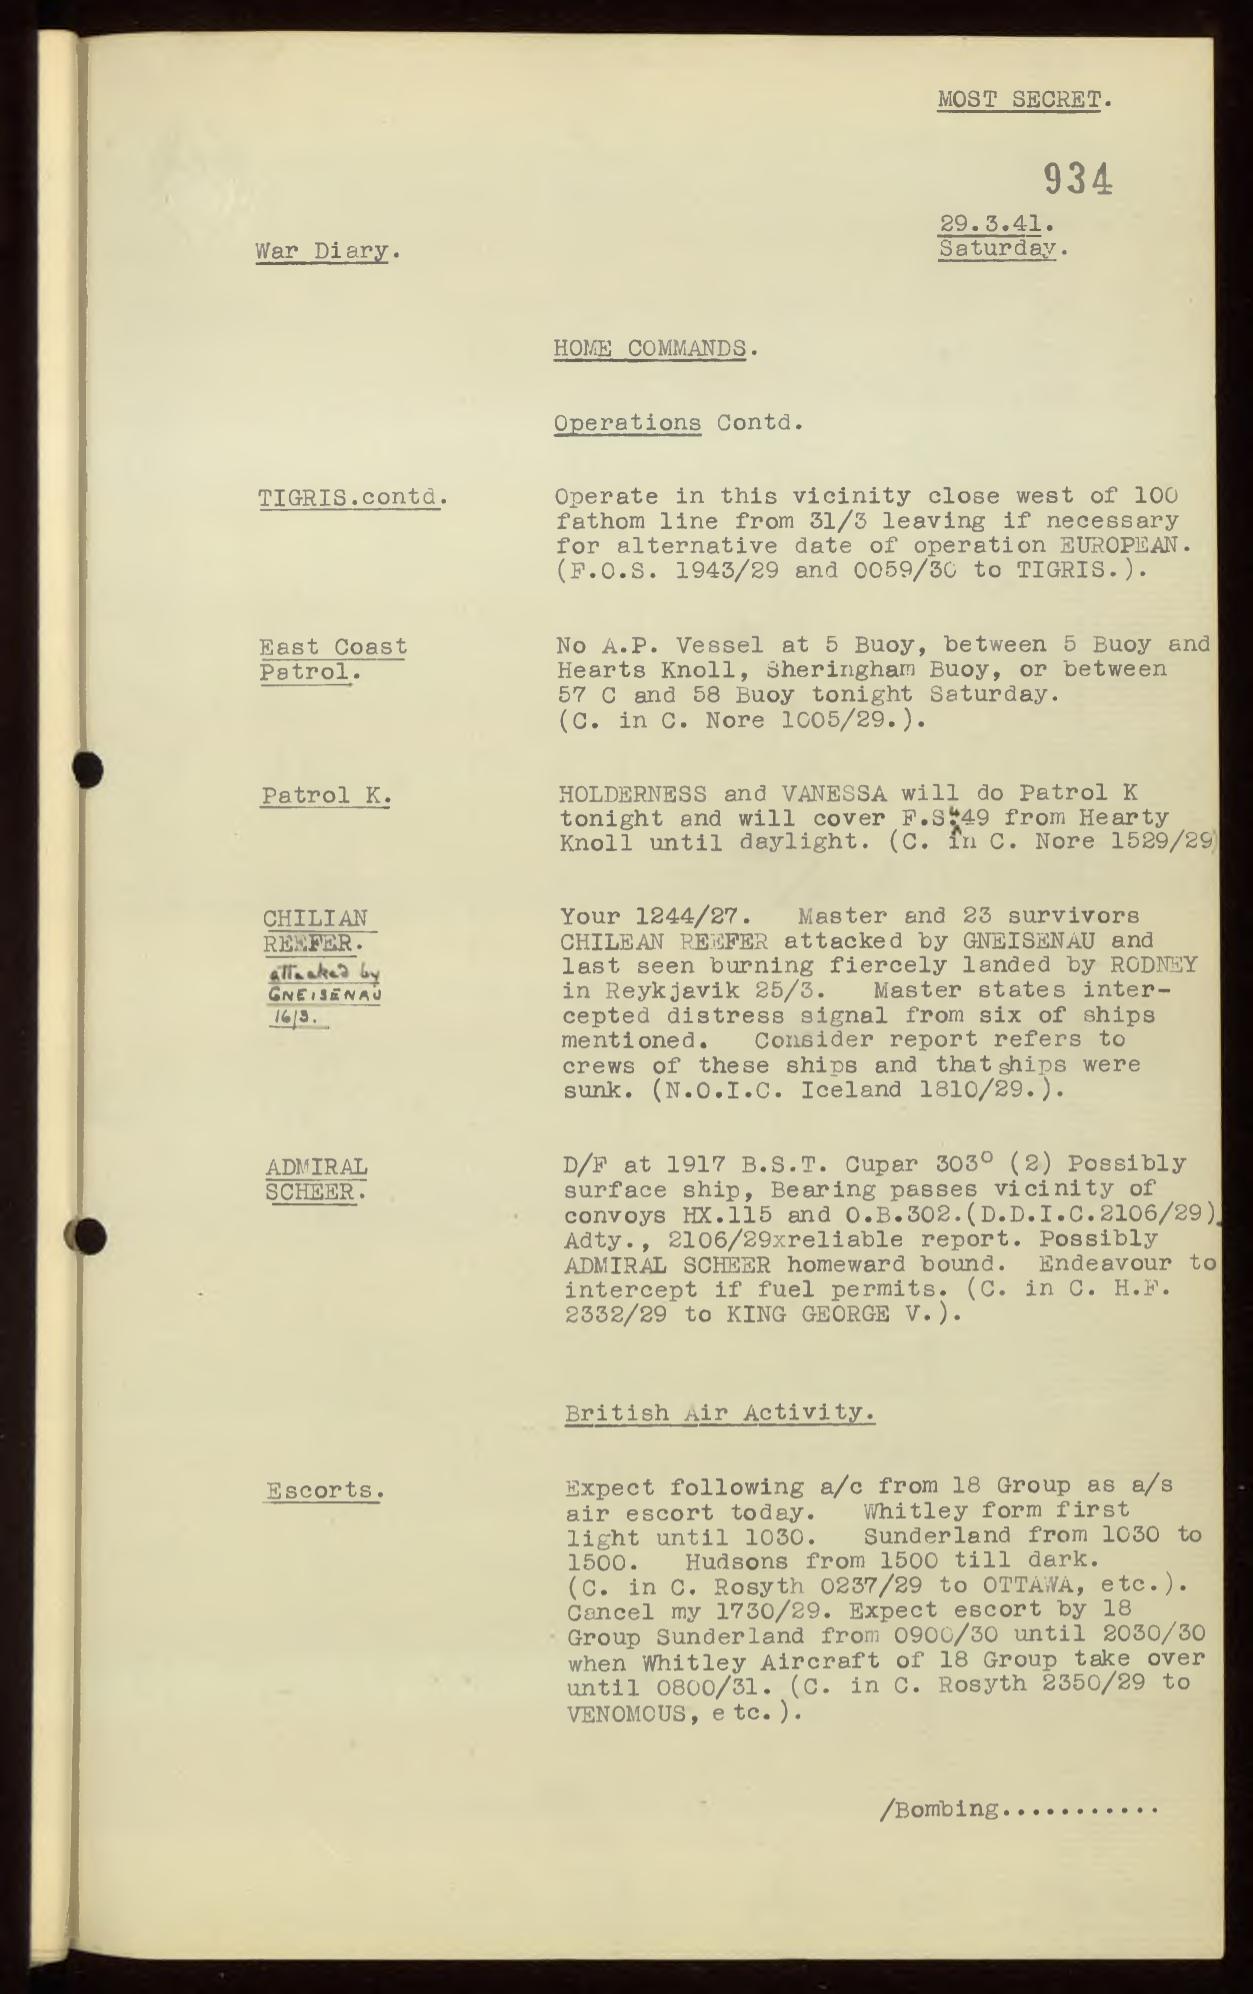 MOST SECRET.
934
29.3.41.
Saturday.
War Diary.
HOME COMMANDS.
Operations Contd.
TIGRIS.contd.
Operate in this vicinity close west of 100
fathom line from 31/3 leaving if necessary
for alternative date of operation EUROPEAN.
(F.O.S. 1943/29 and 0059/30 to TIGRIS.).
East Coast
Patrol.
No A.P. Vessel at 5 Buoy, between 5 Buoy and
Hearts Knoll, Sheringham Buoy, or between
57 C and 58 Buoy tonight Saturday.
(C. in C. Nore 1005/29.).
Patrol K.
HOLDERNESS and VANESSA will do Patrol K
tonight and will cover F.S.449 from Hearty
Knoll until daylight. (C. in C. Nore 1529/29)
CHILIAN
REEFER.
attacked by
GNEISENAU
16/3.
Your 1244/27. Master and 23 survivors
CHILEAN REEFER attacked by GNEISENAU and
last seen burning fiercely landed by RODNEY
in Reykjavik 25/3. Master states inter-
cepted distress signal from six of ships
mentioned. Consider report refers to
crews of these ships and that ships were
sunk. (N.O.I.C. Iceland 1810/29.).
ADMIRAL
SCHEER.
D/F at 1917 B.S.T. Cupar 303° (2) Possibly
surface ship, Bearing passes vicinity of
convoys HX.115 and O.B.302.(D.D.I.C.2106/29).
Adty., 2106/29xreliable report. Possibly
ADMIRAL SCHEER homeward bound. Endeavour to
intercept if fuel permits. (C. in C. H.F.
2332/29 to KING GEORGE V.).
British Air Activity.
Escorts.
Expect following a/c from 18 Group as a/s
air escort today. Whitley form first
light until 1030. Sunderland from 1030 to
1500. Hudsons from 1500 till dark.
(C. in C. Rosyth 0237/29 to OTTAWA, etc.).
Cancel my 1730/29. Expect escort by 18
Group Sunderland from 0900/30 until 2030/30
when Whitley Aircraft of 18 Group take over
until 0800/31. (C. in C. Rosyth 2350/29 to
VENOMOUS, etc.).
/Bombing...........